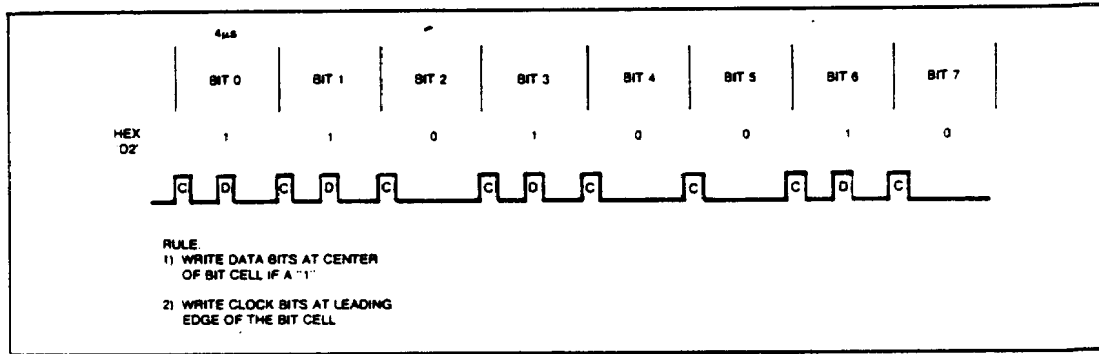 4µs
BIT 0 BIT 1 BIT 2 BIT 3 BIT 4 BIT 5 BIT 6 BIT 7
HEX 1 1 0 1 0 0 1 0
'D2'
C D C D C C D C C C D C
RULE:
1) WRITE DATA BITS AT CENTER
OF BIT CELL IF A "1"
2) WRITE CLOCK BITS AT LEADING
EDGE OF THE BIT CELL